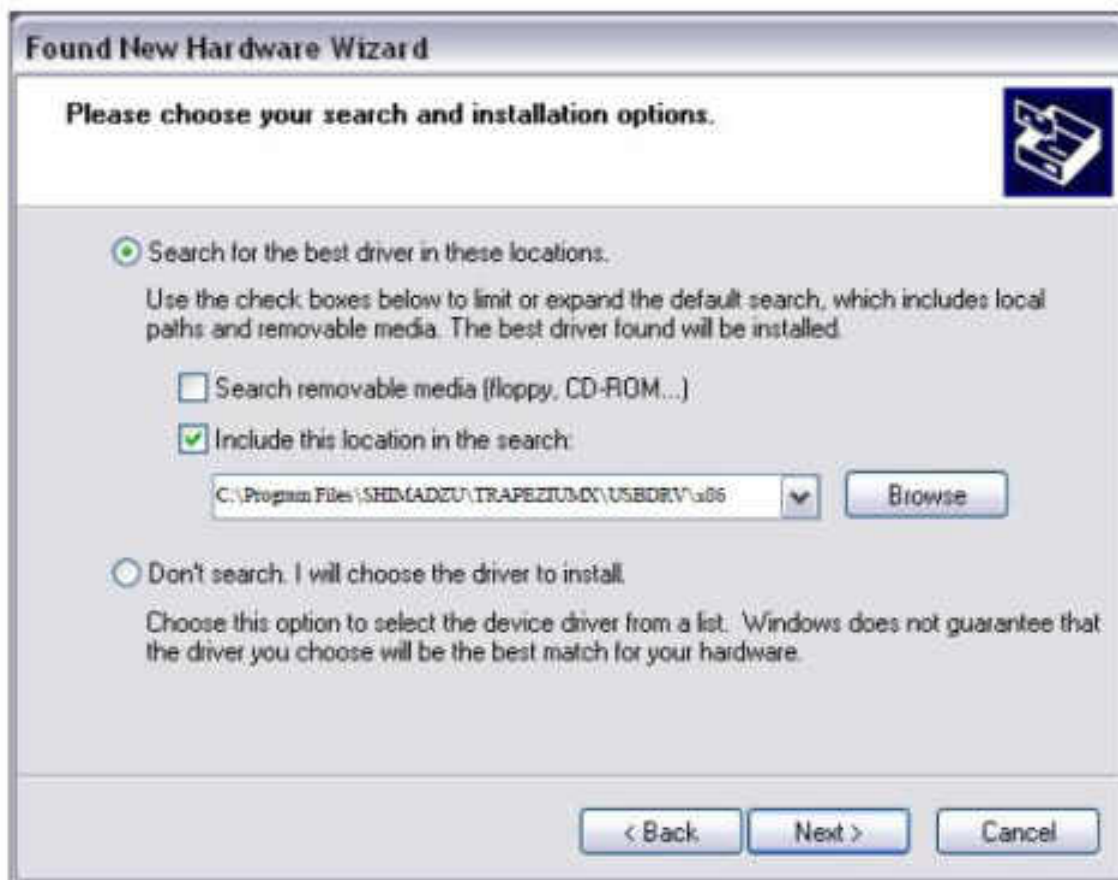 Found New Hardware Wizard
Please choose your search and installation options.
Search for the best driver in these locations.
Use the check boxes below to limit or expand the default search, which includes local
paths and removable media. The best driver found will be installed.
Search removable media (floppy, CD-ROM...)
Include this location in the search:
C:\Program Files\SHIMADZU\TRAPEZIUMX\USBDRV\x86
Browse
Don't search. I will choose the driver to install.
Choose this option to select the device driver from a list. Windows does not guarantee that
the driver you choose will be the best match for your hardware.
< Back
Next >
Cancel